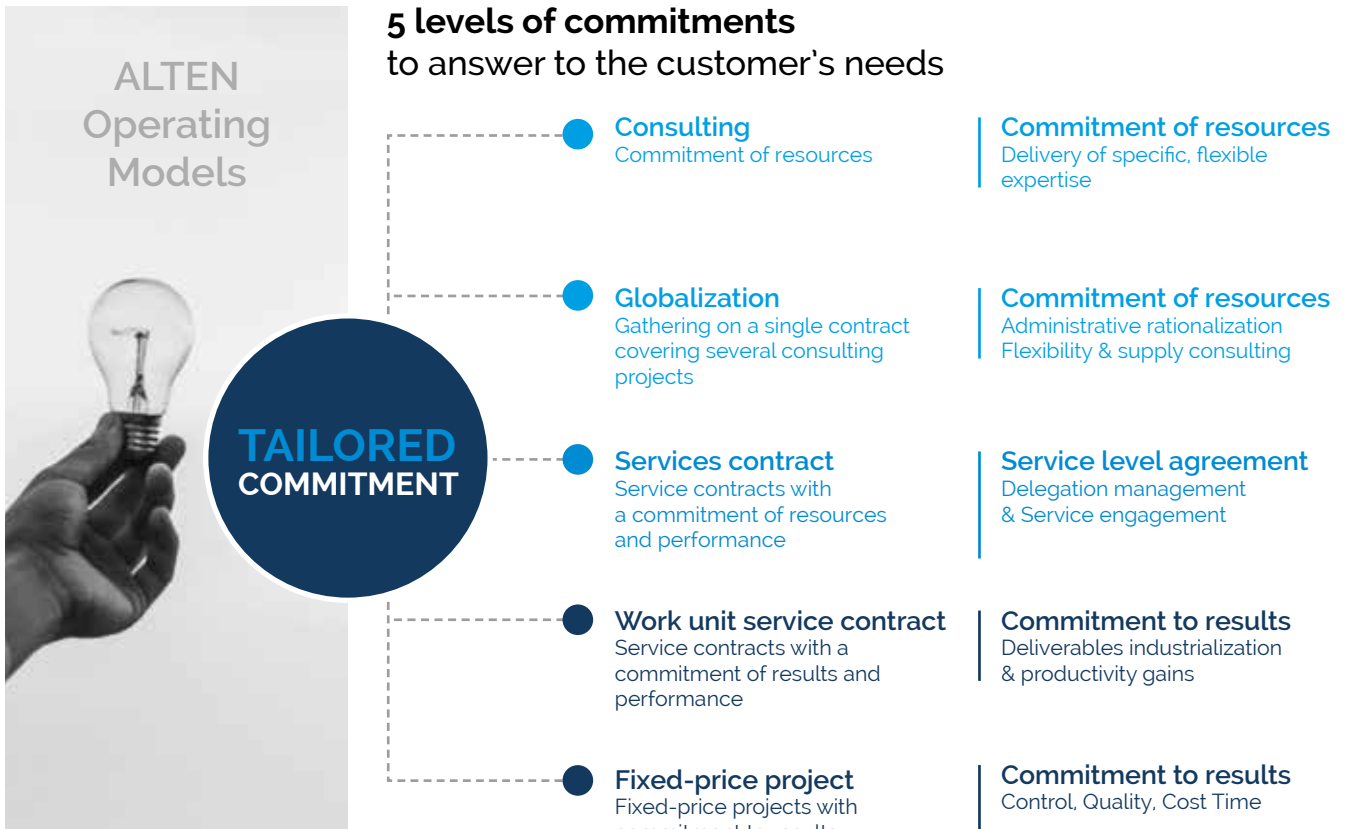 ALTEN
Operating
Models
5 levels of commitments
to answer to the customer's needs
TAILORED
COMMITMENT
Consulting
Commitment of resources
Commitment of resources
Delivery of specific, flexible
expertise
Globalization
Gathering on a single contract
covering several consulting
projects
Commitment of resources
Administrative rationalization
Flexibility & supply consulting
Services contract
Service contracts with
a commitment of resources
and performance
Service level agreement
Delegation management
& Service engagement
Work unit service contract
Service contracts with a
commitment of results and
performance
Commitment to results
Deliverables industrialization
& productivity gains
Fixed-price project
Fixed-price projects with
Commitment to results
Control, Quality, Cost Time